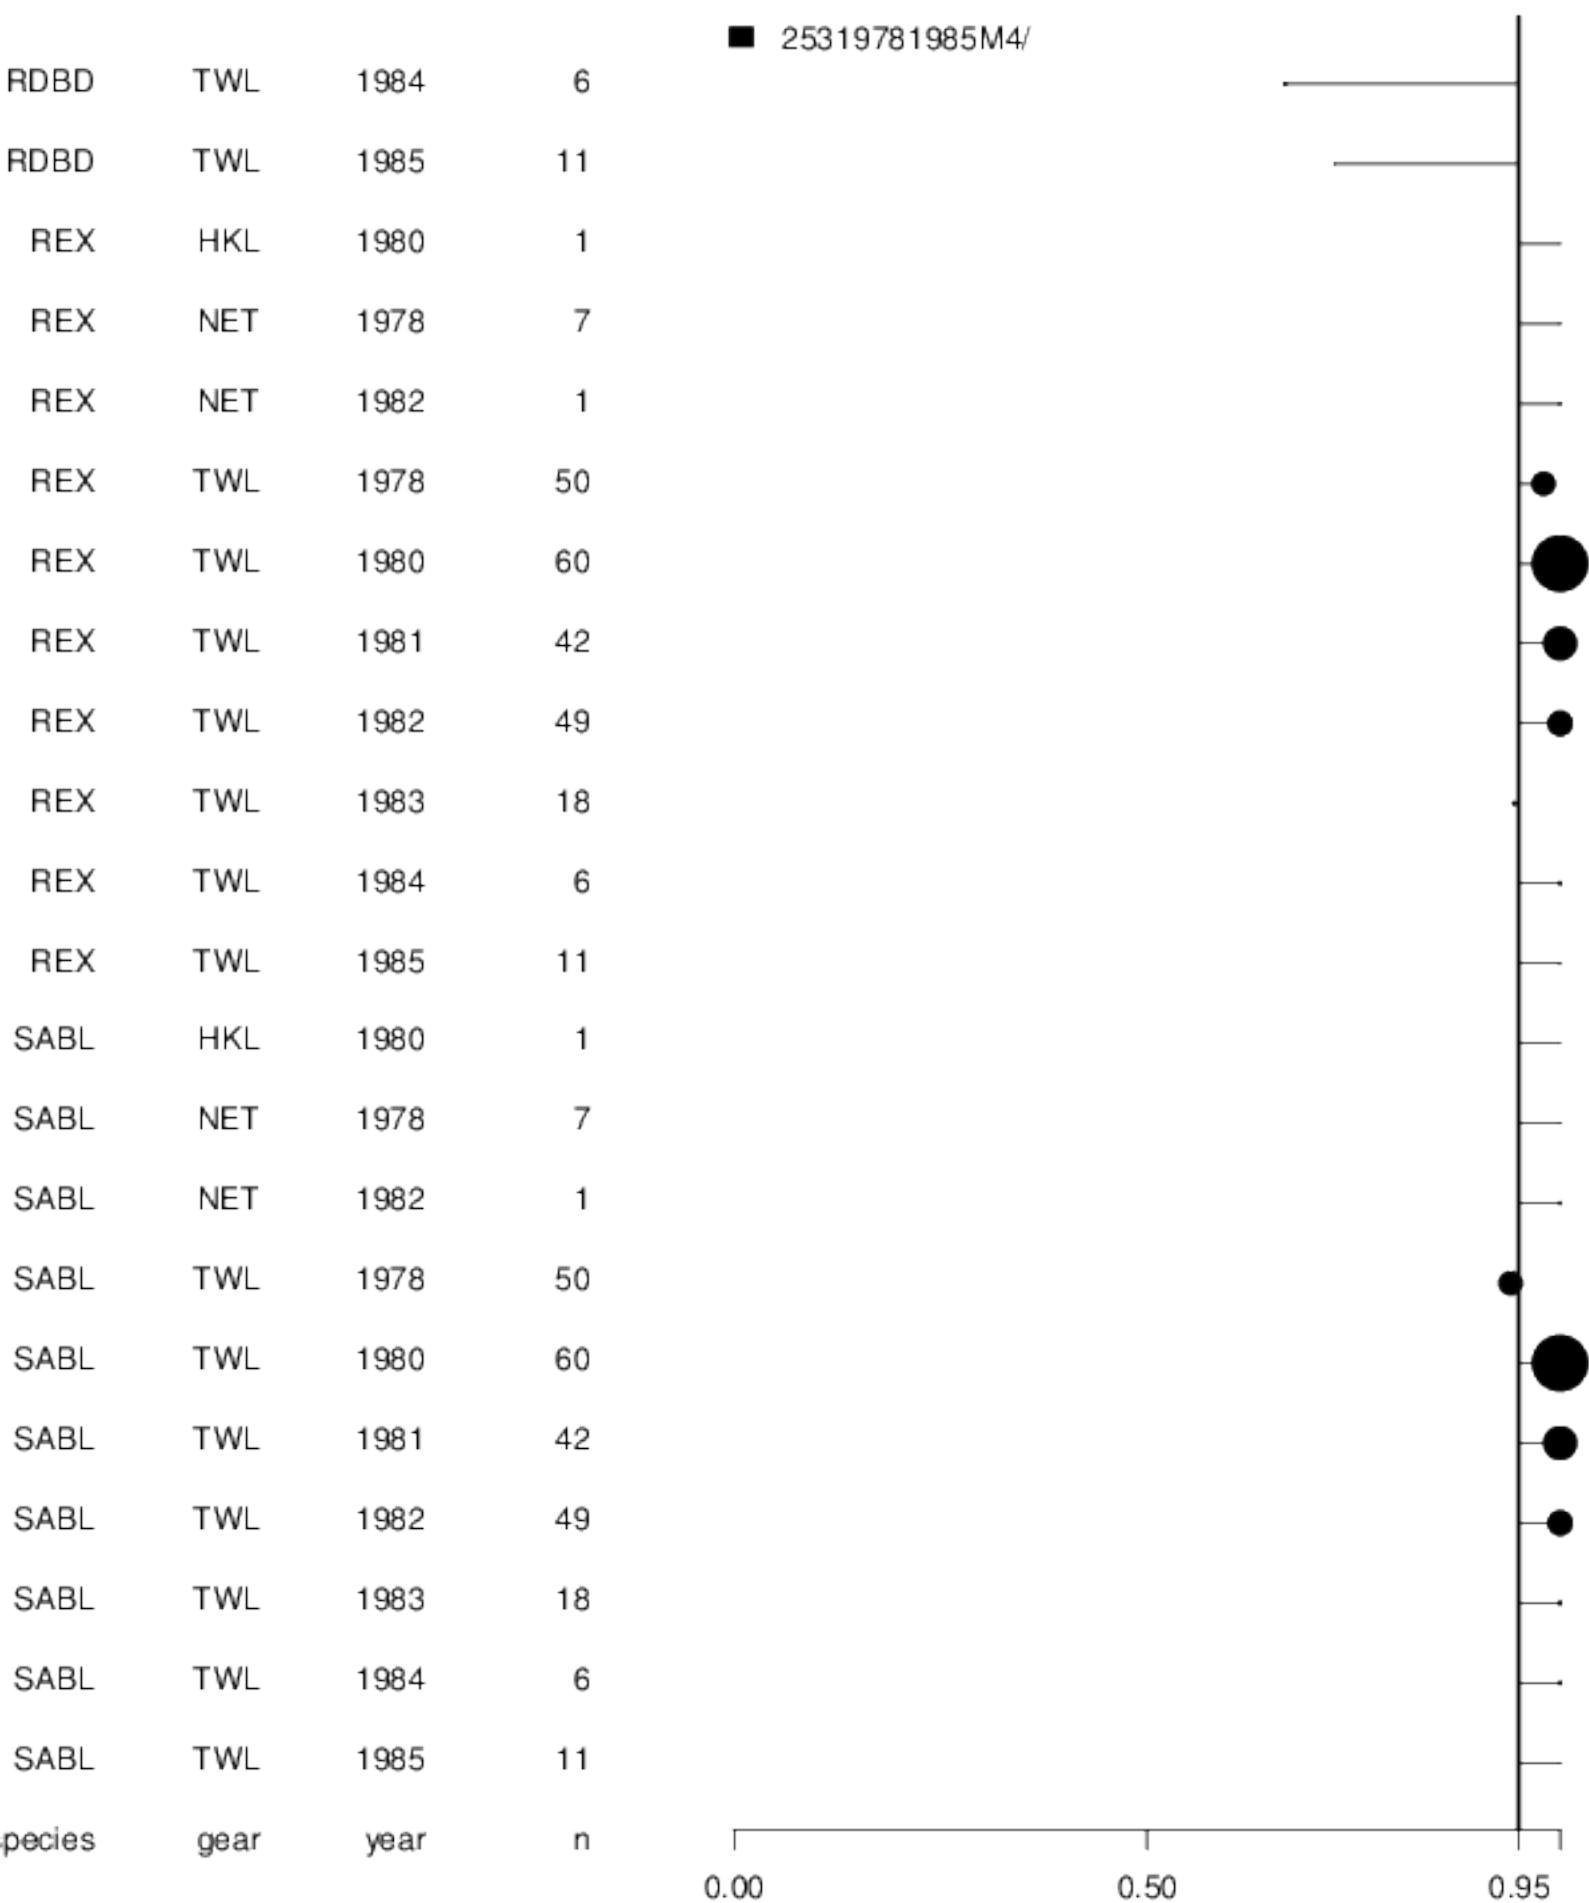 25319781985M4/
RDBD TWL 1984 6
RDBD TWL 1985 11
REX HKL 1980 1
REX NET 1978 7
REX NET 1982 1
REX TWL 1978 50
REX TWL 1980 60
REX TWL 1981 42
REX TWL 1982 49
REX TWL 1983 18
REX TWL 1984 6
REX TWL 1985 11
SABL HKL 1980 1
SABL NET 1978 7
SABL NET 1982 1
SABL TWL 1978 50
SABL TWL 1980 60
SABL TWL 1981 42
SABL TWL 1982 49
SABL TWL 1983 18
SABL TWL 1984 6
SABL TWL 1985 11
pecies gear year n
0.00 0.50 0.95